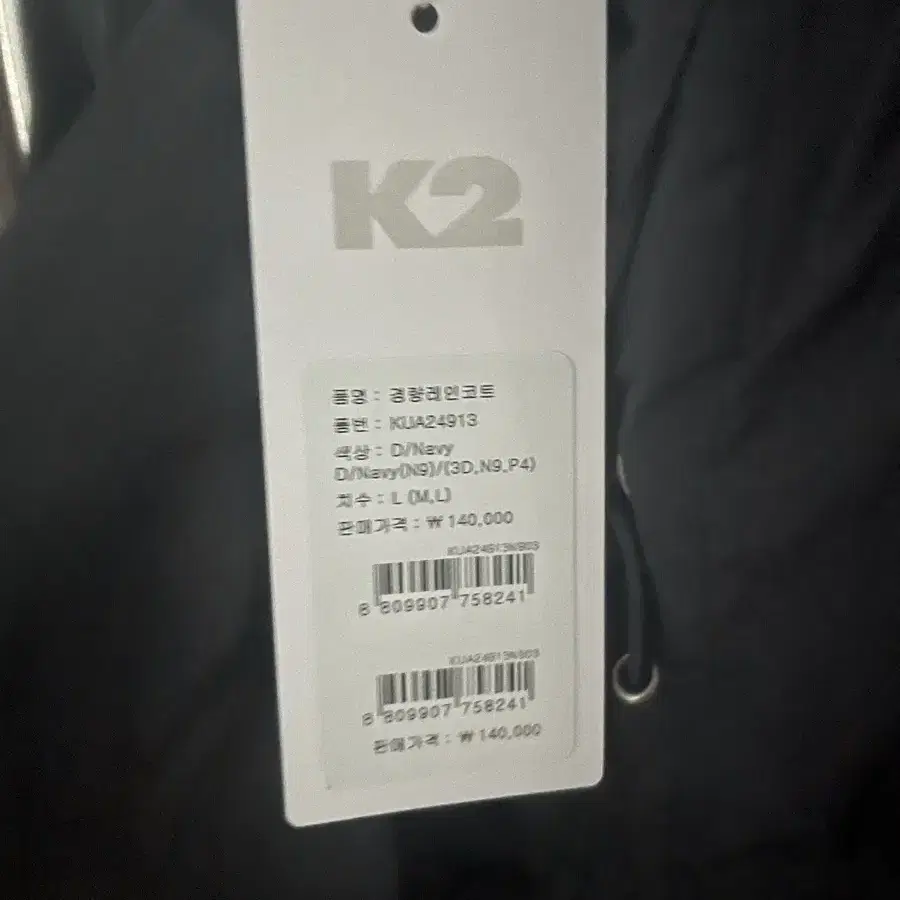 K2
품명 : 경량레인코트
품번 : KUA24913
색상 : D/Navy
D/Navy(N9)/(3D,N9,P4)
치수 : L (M,L)
판매가격 : ₩ 140,000
KUA24913N903
8 809907 758241
KUA24913N903
8 809907 758241
판매가격 : ₩ 140,000